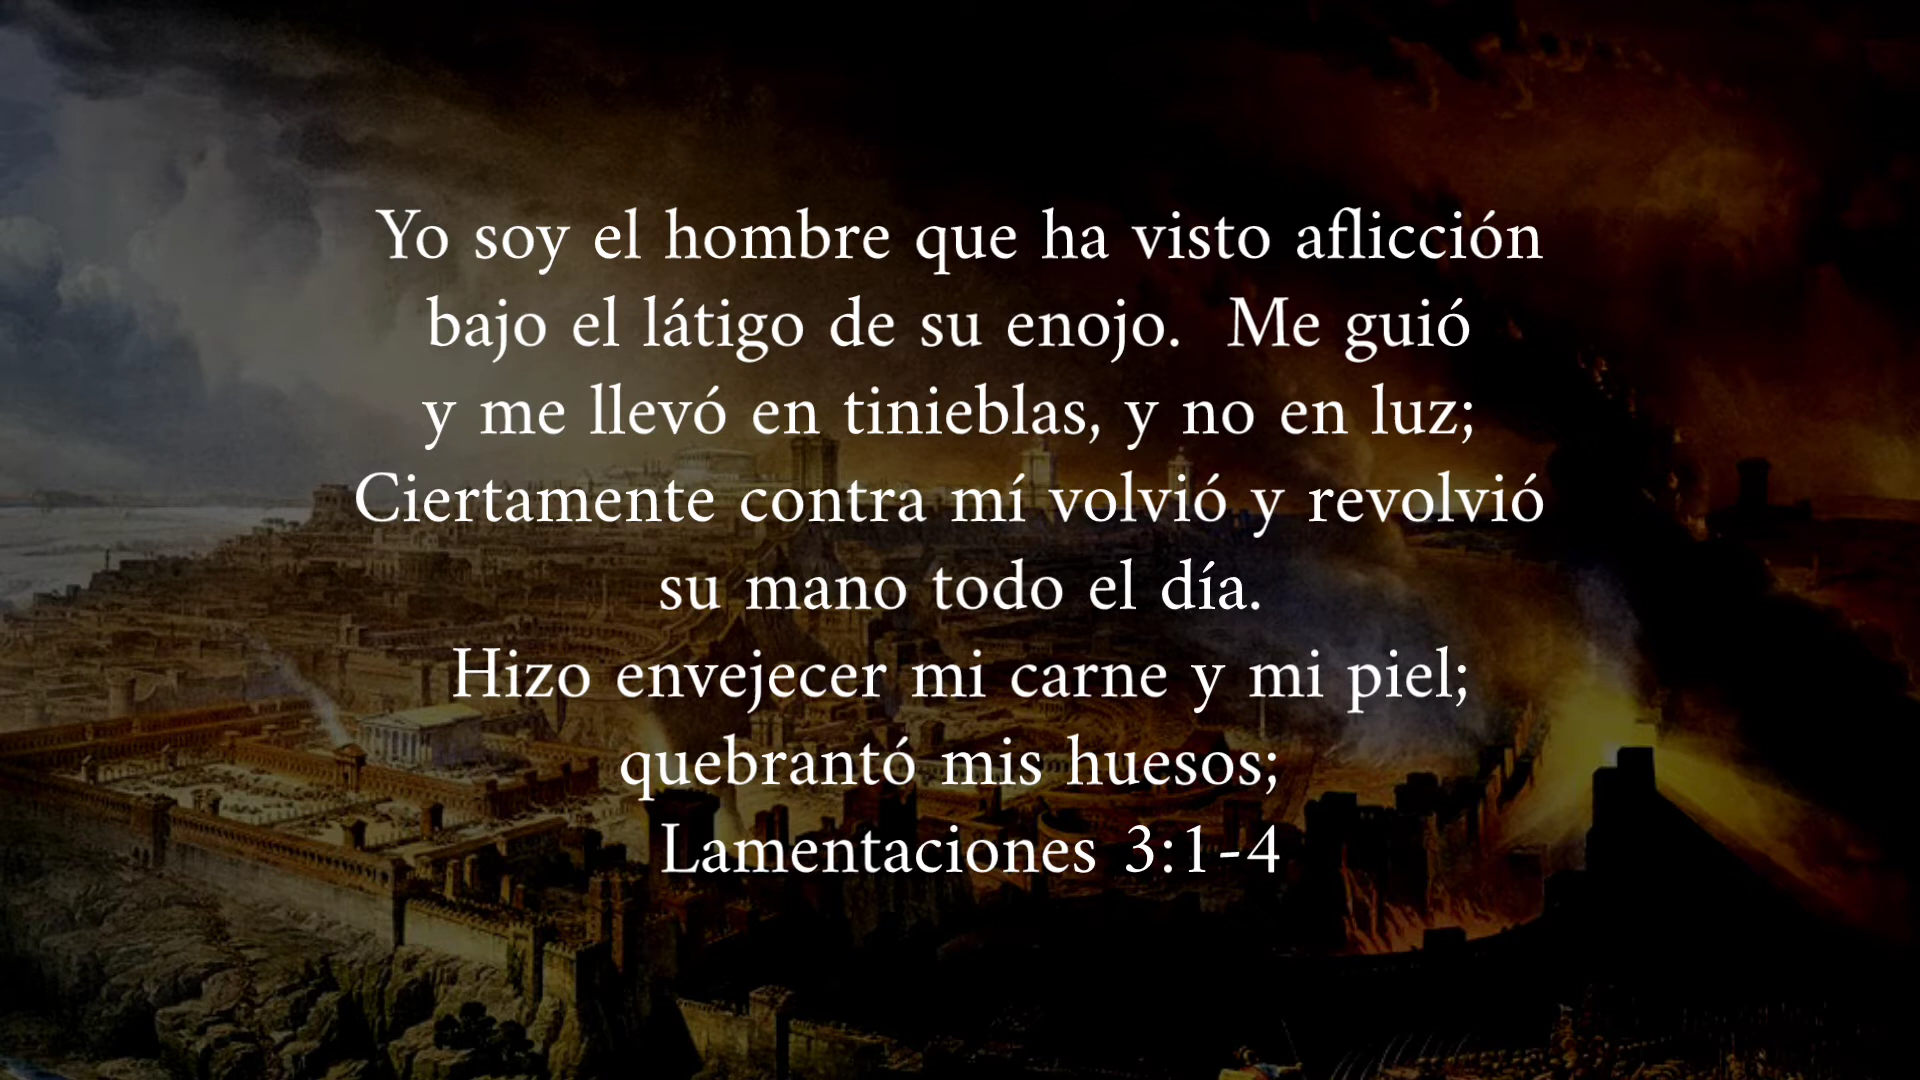 Yo soy el hombre que ha visto aflicción
bajo el látigo de su enojo.  Me guió
y me llevó en tinieblas, y no en luz;
Ciertamente contra mí volvió y revolvió
su mano todo el día.
Hizo envejecer mi carne y mi piel;
quebrantó mis huesos;
Lamentaciones 3:1-4